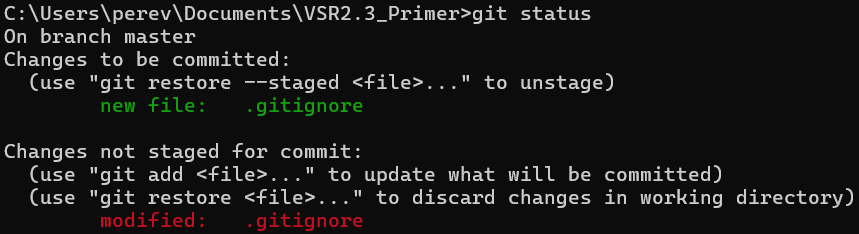 C:\Users\perev\Documents\VSR2.3_Primer>git status
On branch master
Changes to be committed:
  (use "git restore --staged <file>..." to unstage)
        new file:   .gitignore

Changes not staged for commit:
  (use "git add <file>..." to update what will be committed)
  (use "git restore <file>..." to discard changes in working directory)
        modified:   .gitignore